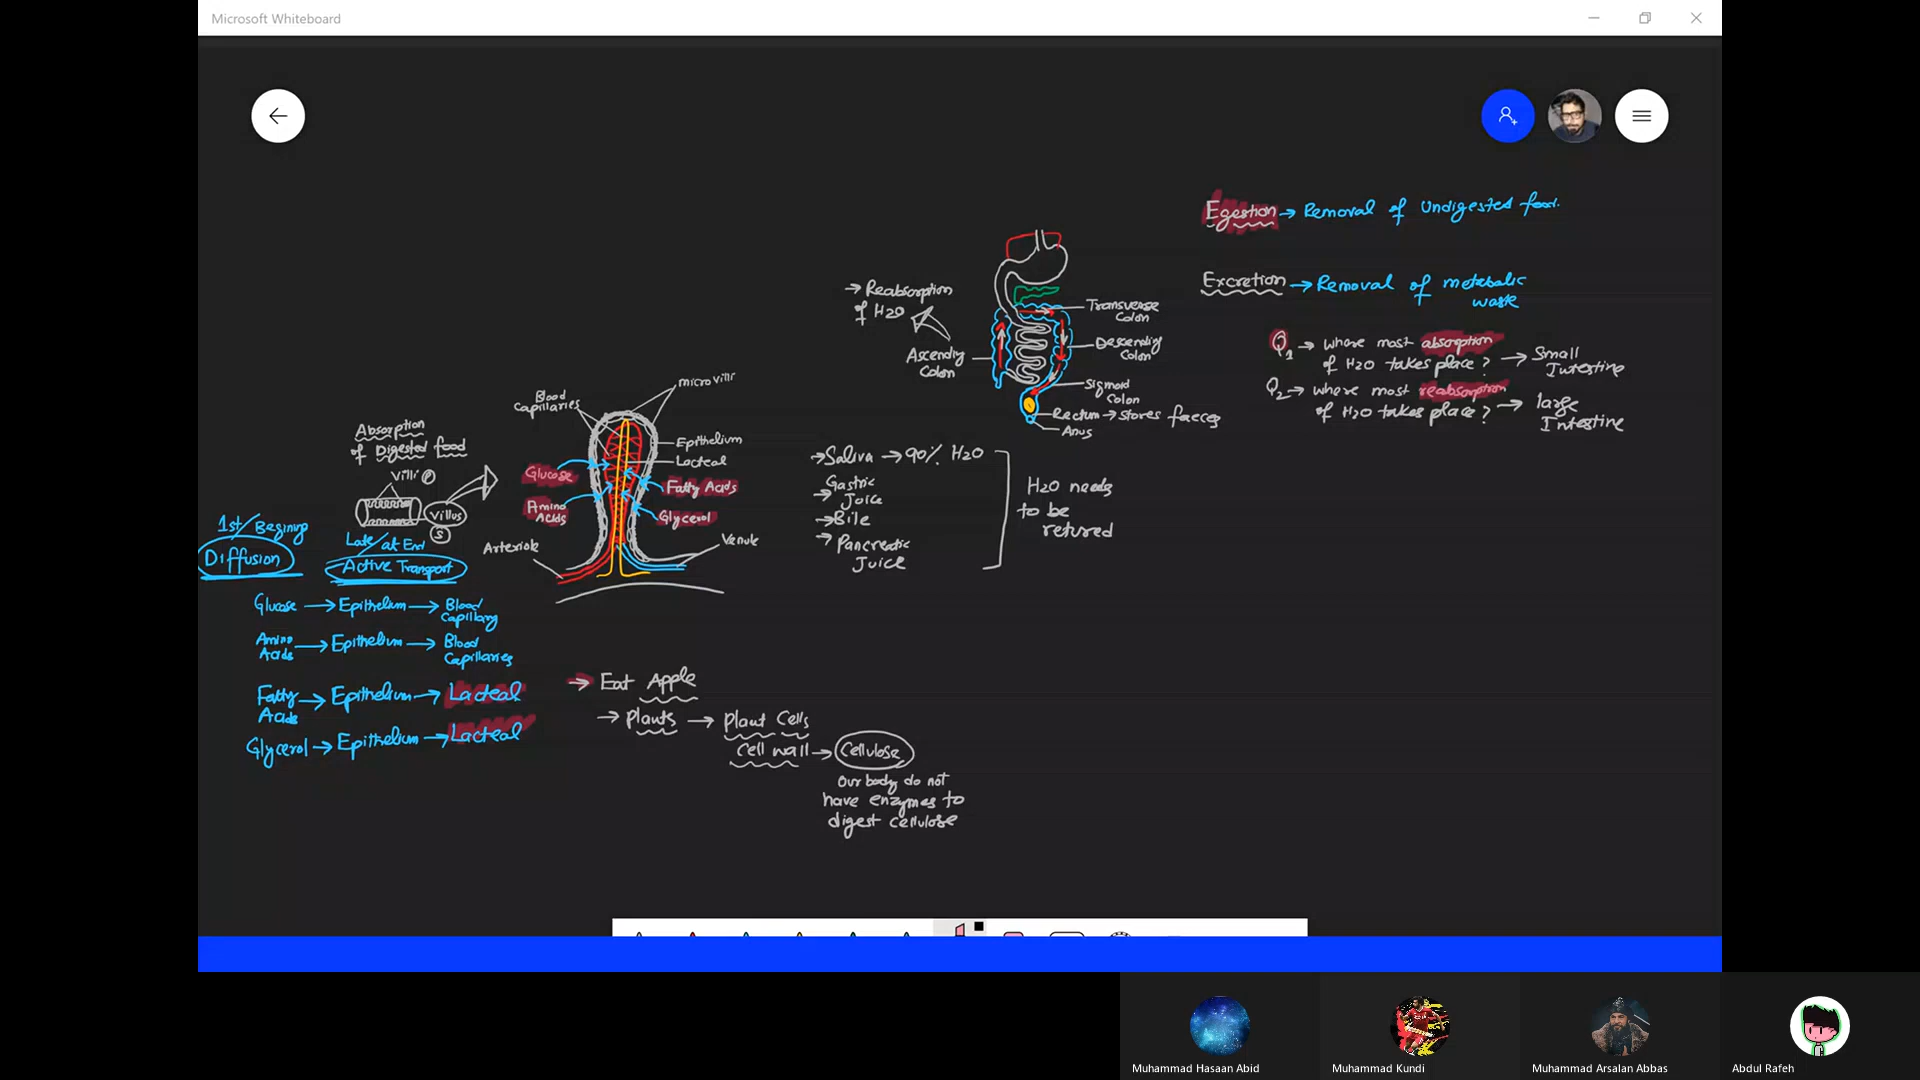 Microsoft Whiteboard
Egestion → Removal of Undigested food.
Excretion → Removal of metabolic
waste
Q1 → where most absorption
of H2O takes place? → Small
Intestine
Q2 → where most reabsorption
of H2O takes place? → large
Intestine
→ Reabsorption
of H2O
Ascending
Colon
Transverse
Colon
Descending
Colon
Sigmoid
Colon
Rectum → stores faeces
Anus
Absorption
of Digested food
Villi P
Villus
S
Blood
Capillaries
microvilli
Epithelium
Lacteal
Glucose
Amino
Acids
Fatty Acids
Glycerol
Arteriole
Venule
→ Saliva → 90% H2O
→ Gastric
Juice
→ Bile
→ Pancreatic
Juice
H2O needs
to be
retured
1st/Begining
Diffusion
Late/at End
Active Transport
Glucose → Epithelium → Blood
Capillary
Amino
Acids → Epithelium → Blood
Capillaries
Fatty
Acids → Epithelium → Lacteal
Glycerol → Epithelium → Lacteal
→ Eat Apple
→ Plants → Plant Cells
Cell wall → Cellulose
Our body do not
have enzymes to
digest cellulose
Muhammad Hasaan Abid
Muhammad Kundi
Muhammad Arsalan Abbas
Abdul Rafeh